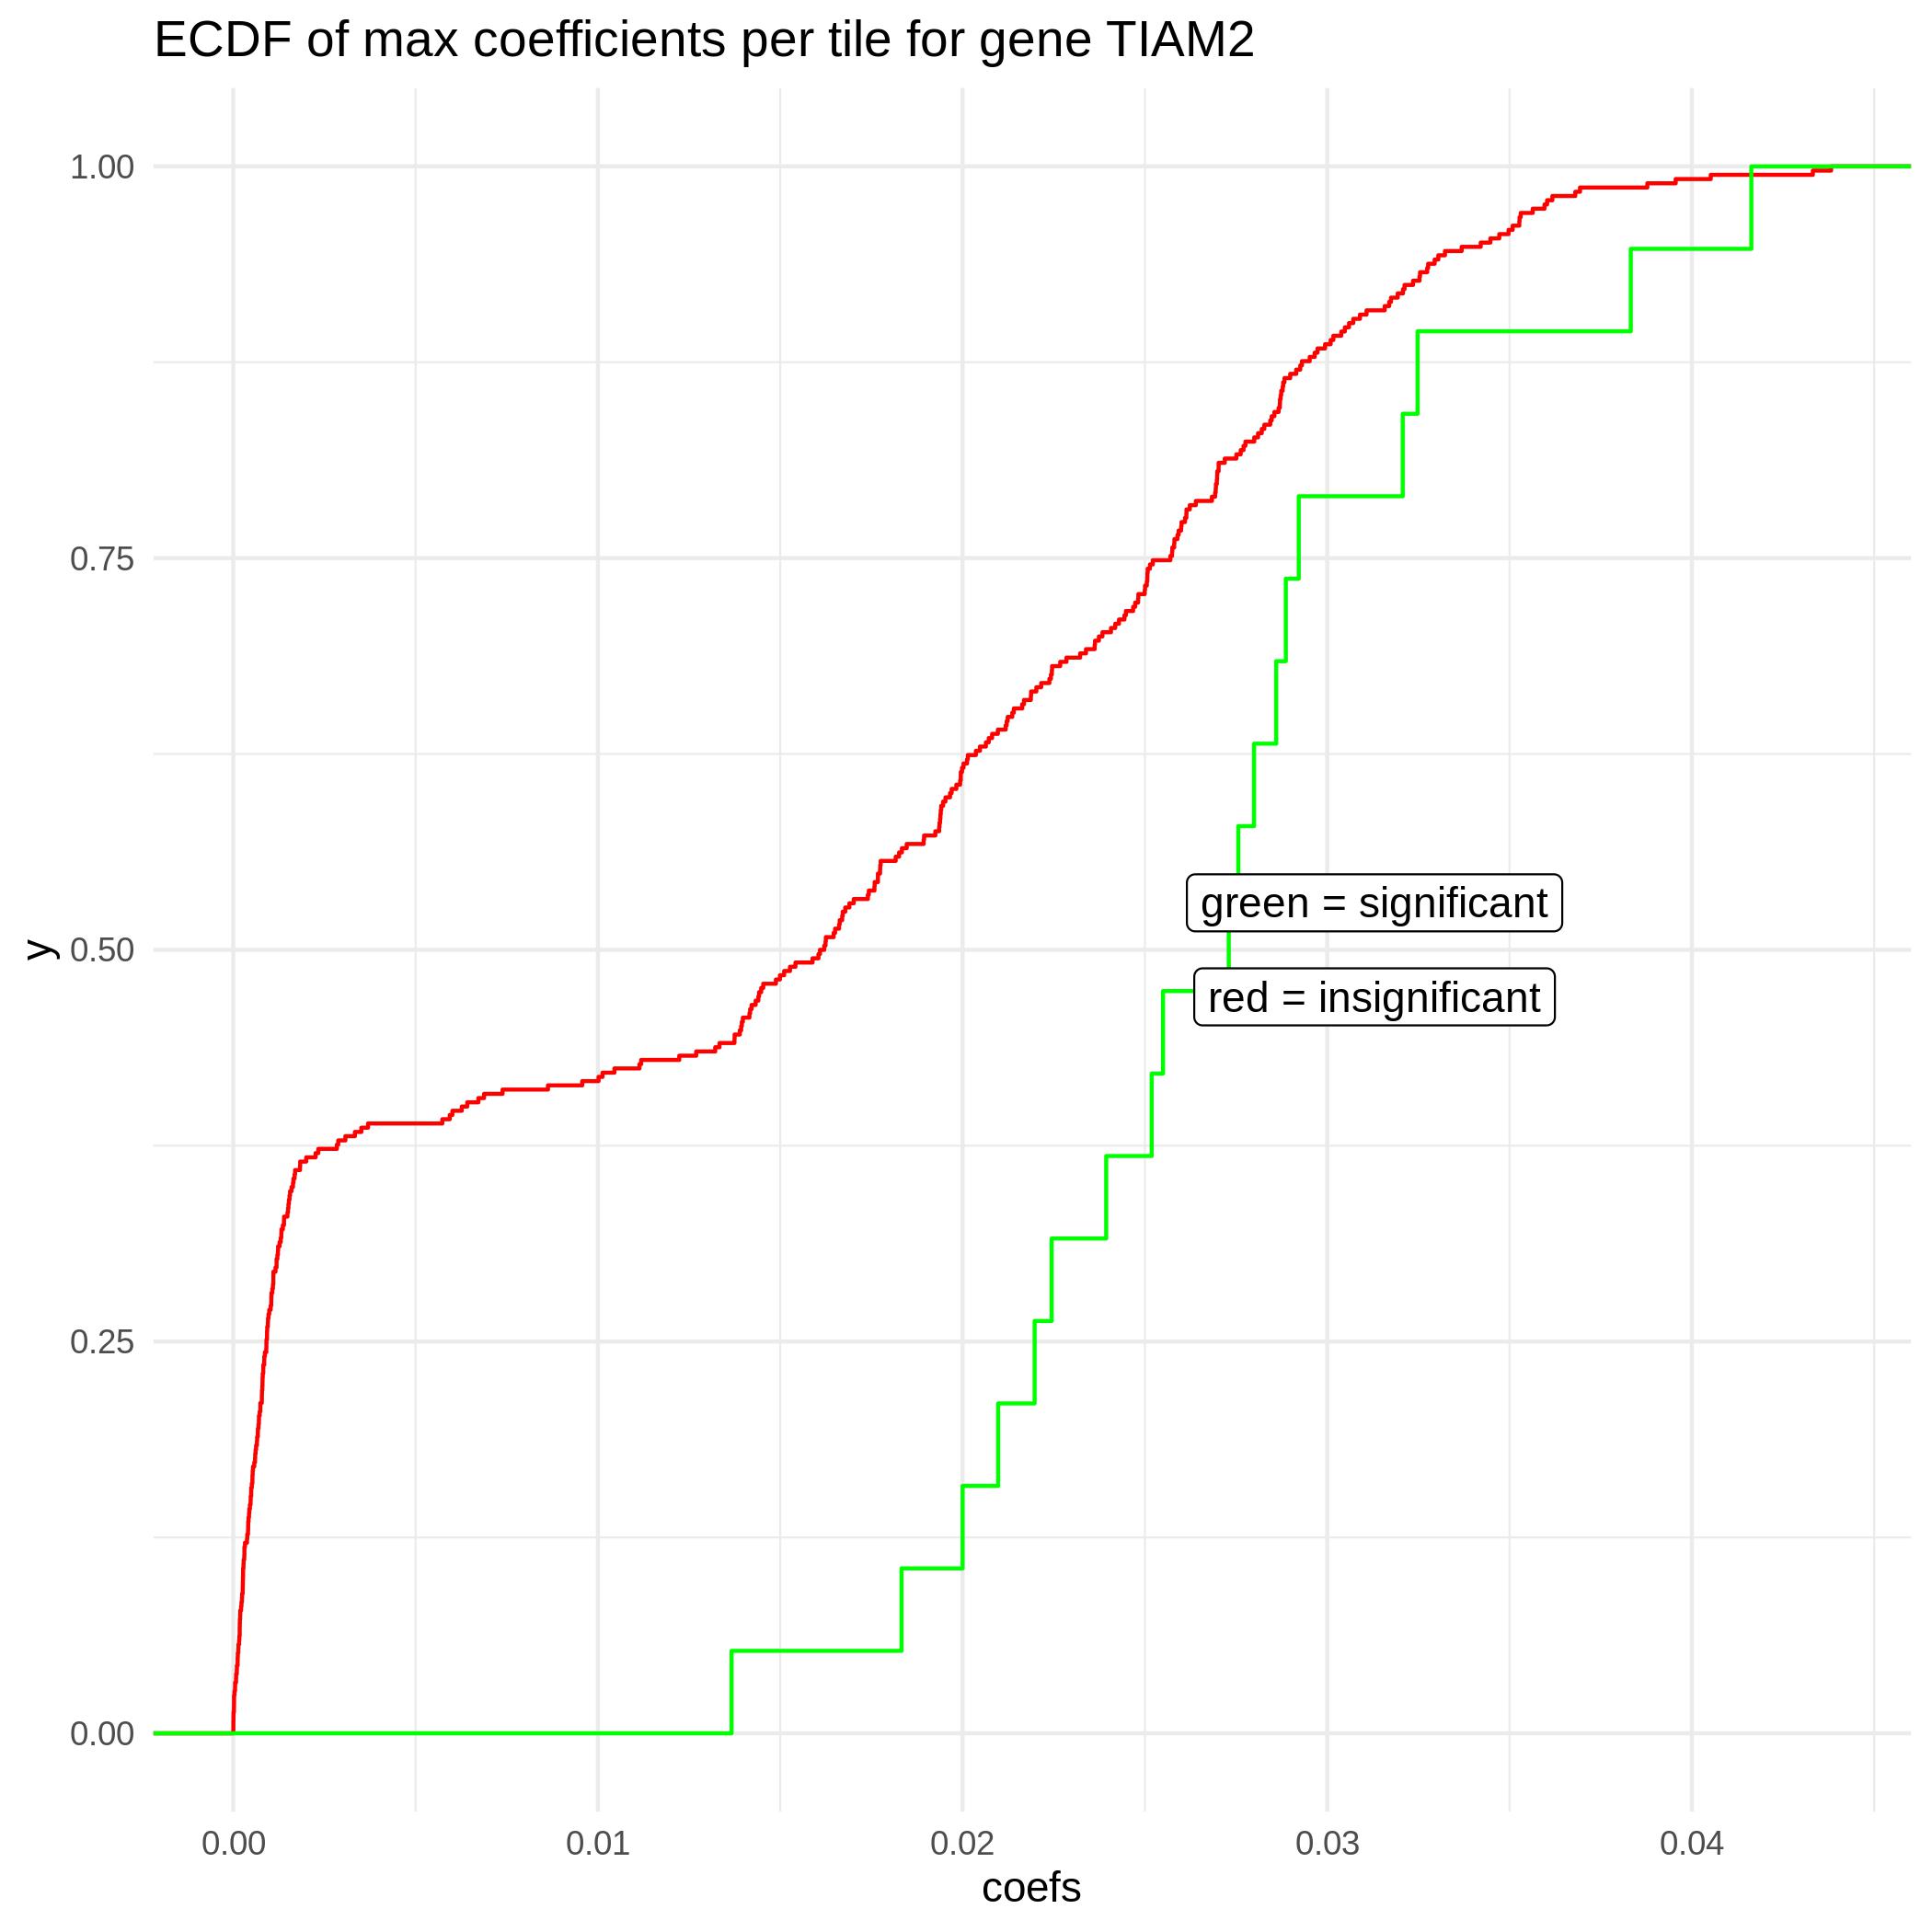 ECDF of max coefficients per tile for gene TIAM2
1.00
0.75
0.50
0.25
0.00
y
green = significant
red = insignificant
0.00 0.01 0.02 0.03 0.04
coefs